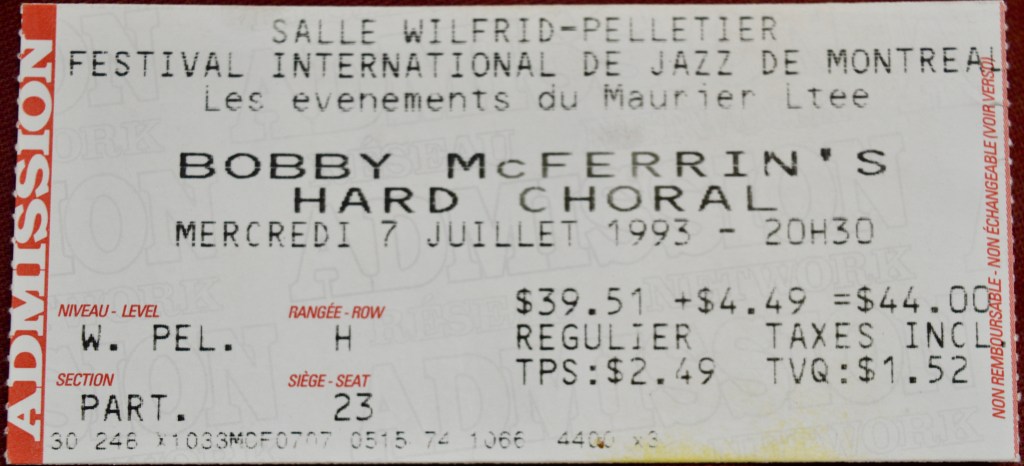 ADMISSION
SALLE WILFRID-PELLETIER
FESTIVAL INTERNATIONAL DE JAZZ DE MONTREAL
Les evenements du Maurier Ltee
BOBBY McFERRIN'S
HARD CHORAL
MERCREDI 7 JUILLET 1993 - 20H30
NIVEAU - LEVEL RANGÉE - ROW $39.51 +$4.49 =$44.00
W. PEL. H REGULIER TAXES INCL.
SECTION SIÈGE - SEAT TPS:$2.49 TVQ:$1.52
PART. 23
30 248 X1033MCF0707 0515 74 1066 4400 x3
NON REMBOURSABLE - NON ÉCHANGEABLE (VOIR VERSO)